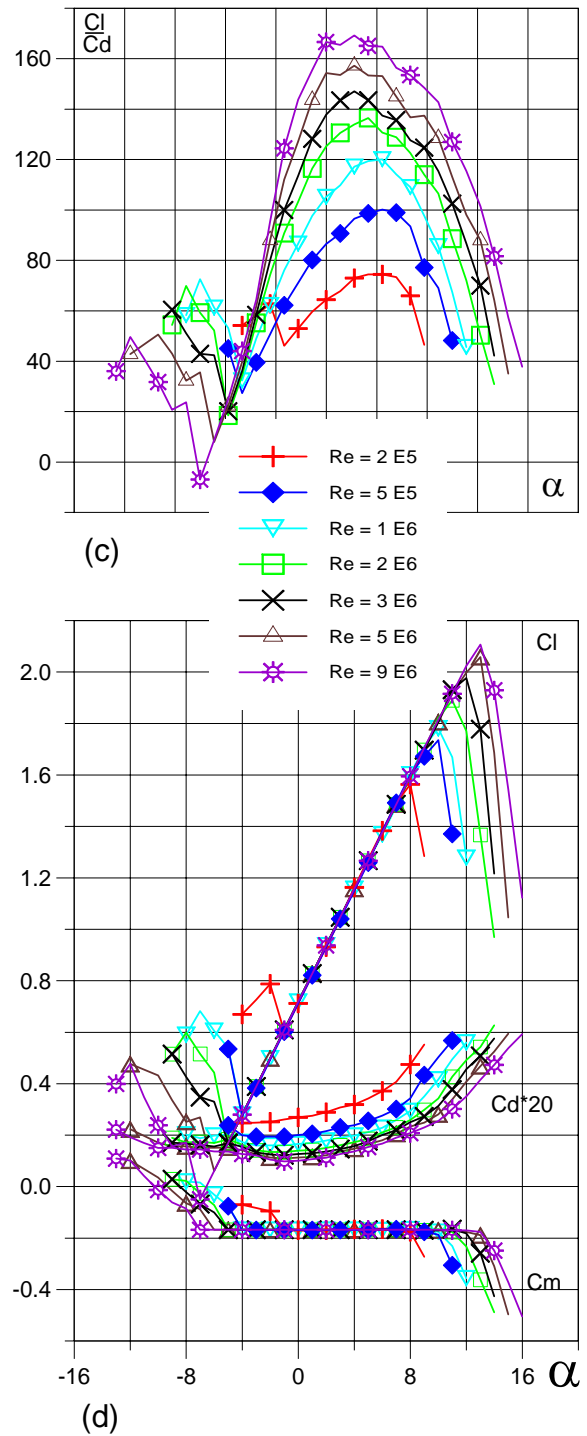 Cl
Cd
160
120
80
40
0
α
(c)
Re = 2 E5
Re = 5 E5
Re = 1 E6
Re = 2 E6
Re = 3 E6
Re = 5 E6
Re = 9 E6
Cl
2.0
1.6
1.2
0.8
0.4
Cd*20
0.0
-0.4
Cm
-16 -8 0 8 16 α
(d)